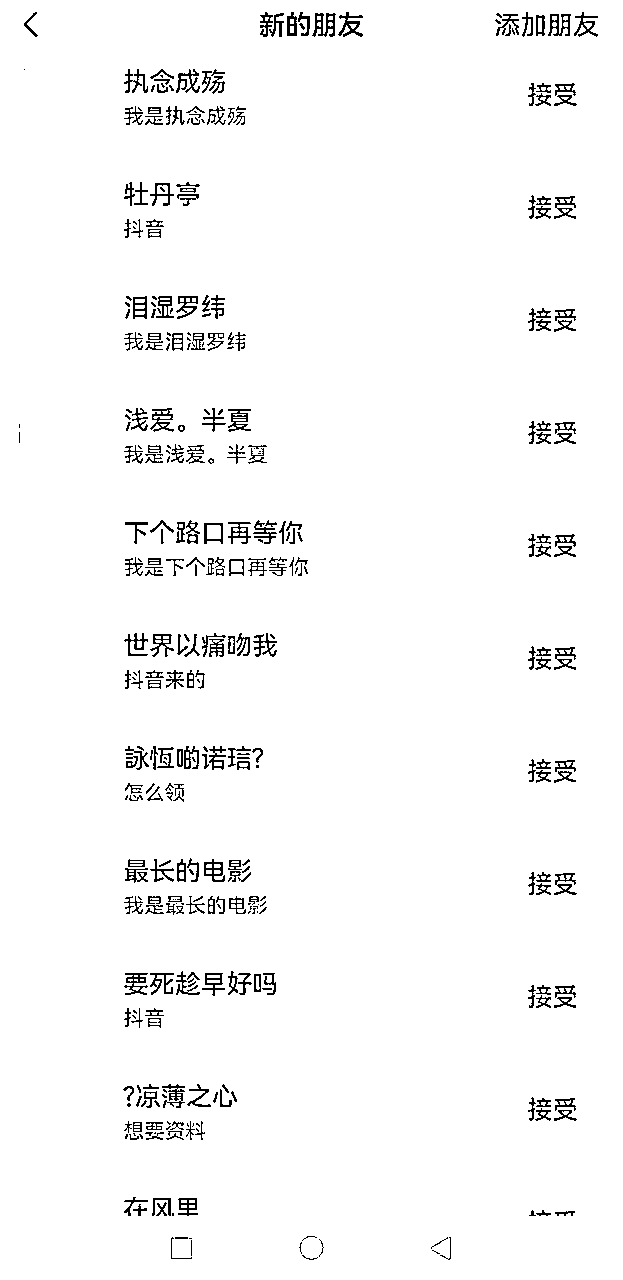 新的朋友
添加朋友
执念成殇
我是执念成殇
接受
牡丹亭
抖音
接受
泪湿罗纬
我是泪湿罗纬
接受
浅爱。半夏
我是浅爱。半夏
接受
下个路口再等你
我是下个路口再等你
接受
世界以痛吻我
抖音来的
接受
詠恆啲诺琂?
怎么领
接受
最长的电影
我是最长的电影
接受
要死趁早好吗
抖音
接受
?凉薄之心
想要资料
接受
在风里
接受